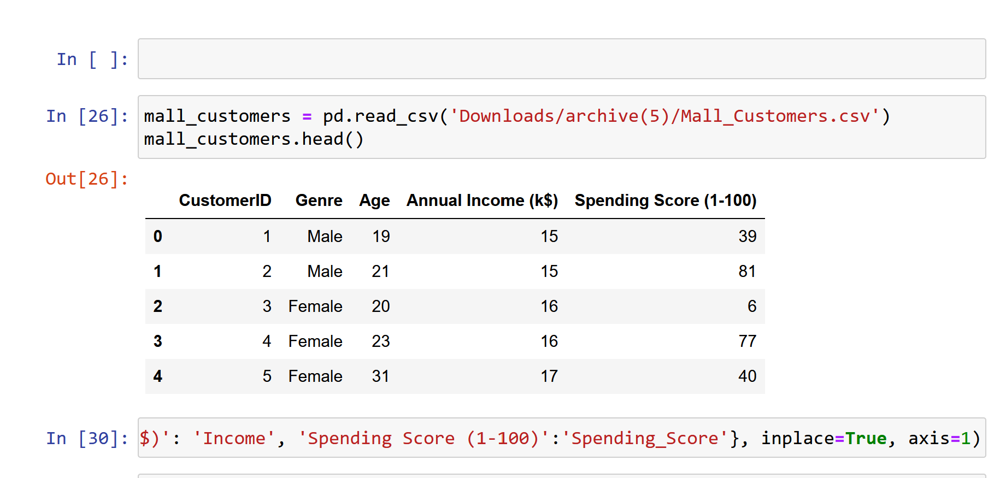 In [ ]:
In [26]: mall_customers = pd.read_csv('Downloads/archive(5)/Mall_Customers.csv')
mall_customers.head()
Out[26]:
CustomerID Genre Age Annual Income (k$) Spending Score (1-100)
0 1 Male 19 15 39
1 2 Male 21 15 81
2 3 Female 20 16 6
3 4 Female 23 16 77
4 5 Female 31 17 40
In [30]: $)': 'Income', 'Spending Score (1-100)':'Spending_Score'}, inplace=True, axis=1)